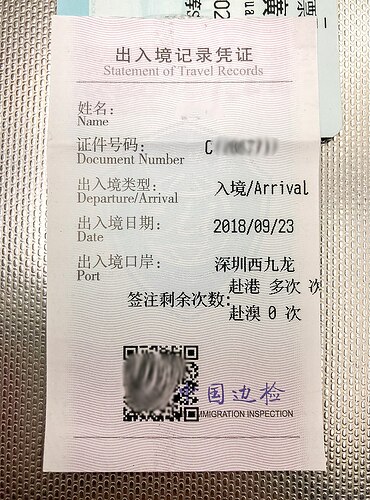 出入境记录凭证
Statement of Travel Records
姓名:
Name
证件号码: C
Document Number
出入境类型: 入境/Arrival
Departure/Arrival
出入境日期: 2018/09/23
Date
出入境口岸: 深圳西九龙
Port
签注剩余次数: 赴港 多次 次
赴澳 0 次
国边检
MMIGRATION INSPECTION